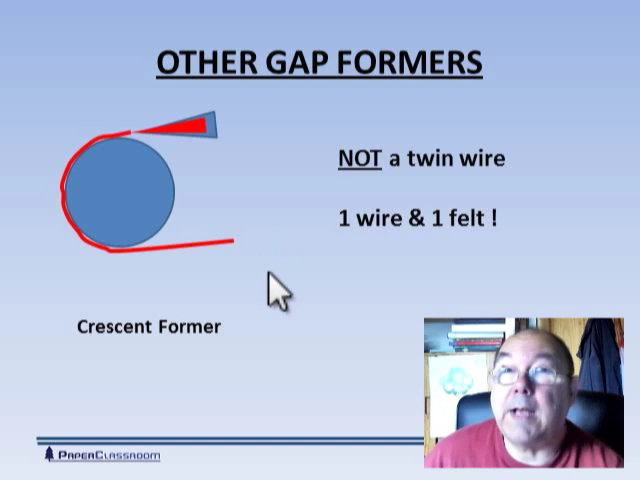 OTHER GAP FORMERS
NOT a twin wire
1 wire & 1 felt !
Crescent Former
PAPERCLASSROOM